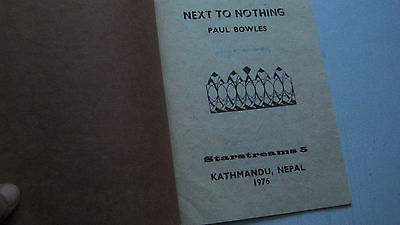 NEXT TO NOTHING
PAUL BOWLES
Starstreams 5
KATHMANDU, NEPAL
1976